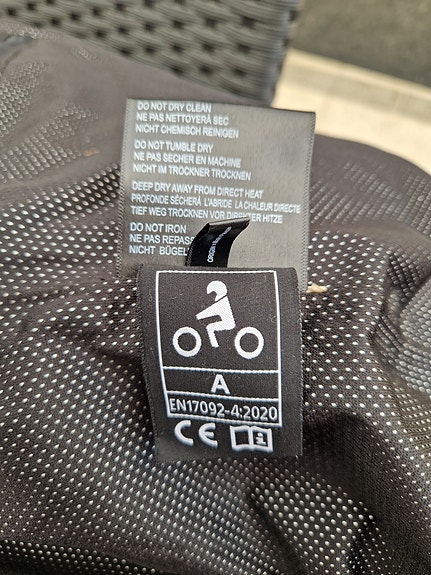 DO NOT DRY CLEAN
NE PAS NETTOYERÀ SEC
NICHT CHEMISCH REINIGEN
DO NOT TUMBLE DRY
NE PAS SECHER EN MACHINE
NICHT IM TROCKNER TROCKNEN
DEEP DRY AWAY FROM DIRECT HEAT
PROFONDE SÉCHERÀ L'ABRIDE LA CHALEUR DIRECTE
TIEF WEG TROCKNEN VOR DIREKTER HITZE
DO NOT IRON
NE PAS REPASS
NICHT BÜGEL
A
EN17092-4:2020
CE